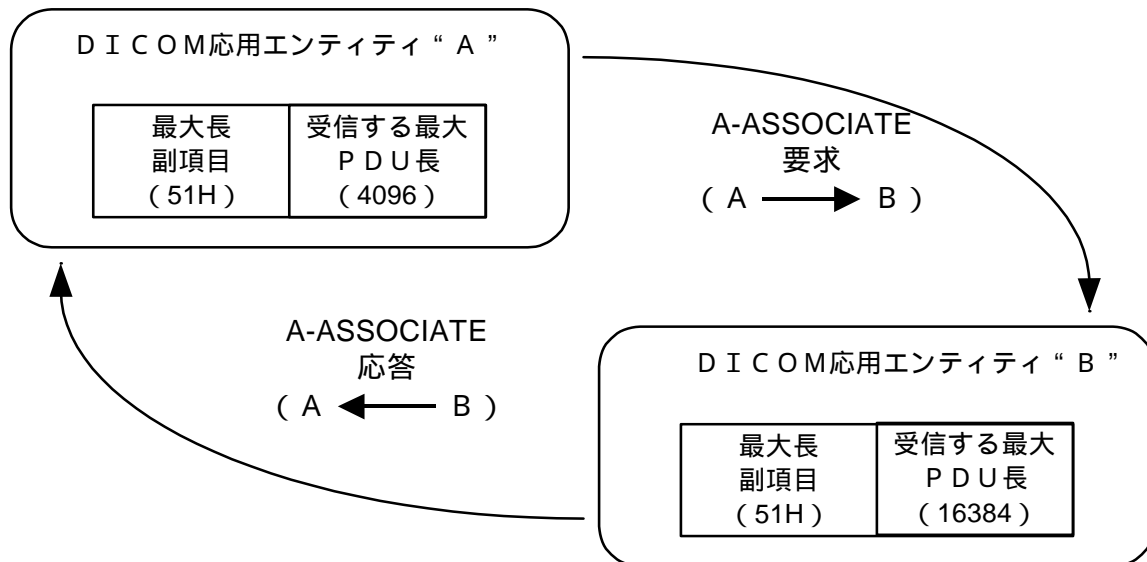 ＤＩＣＯＭ応用エンティティ“Ａ”
最大長
副項目
（51H）
受信する最大
ＰＤＵ長
（4096）
A-ASSOCIATE
要求
（Ａ Ｂ）
A-ASSOCIATE
応答
（Ａ Ｂ）
ＤＩＣＯＭ応用エンティティ“Ｂ”
最大長
副項目
（51H）
受信する最大
ＰＤＵ長
（16384）